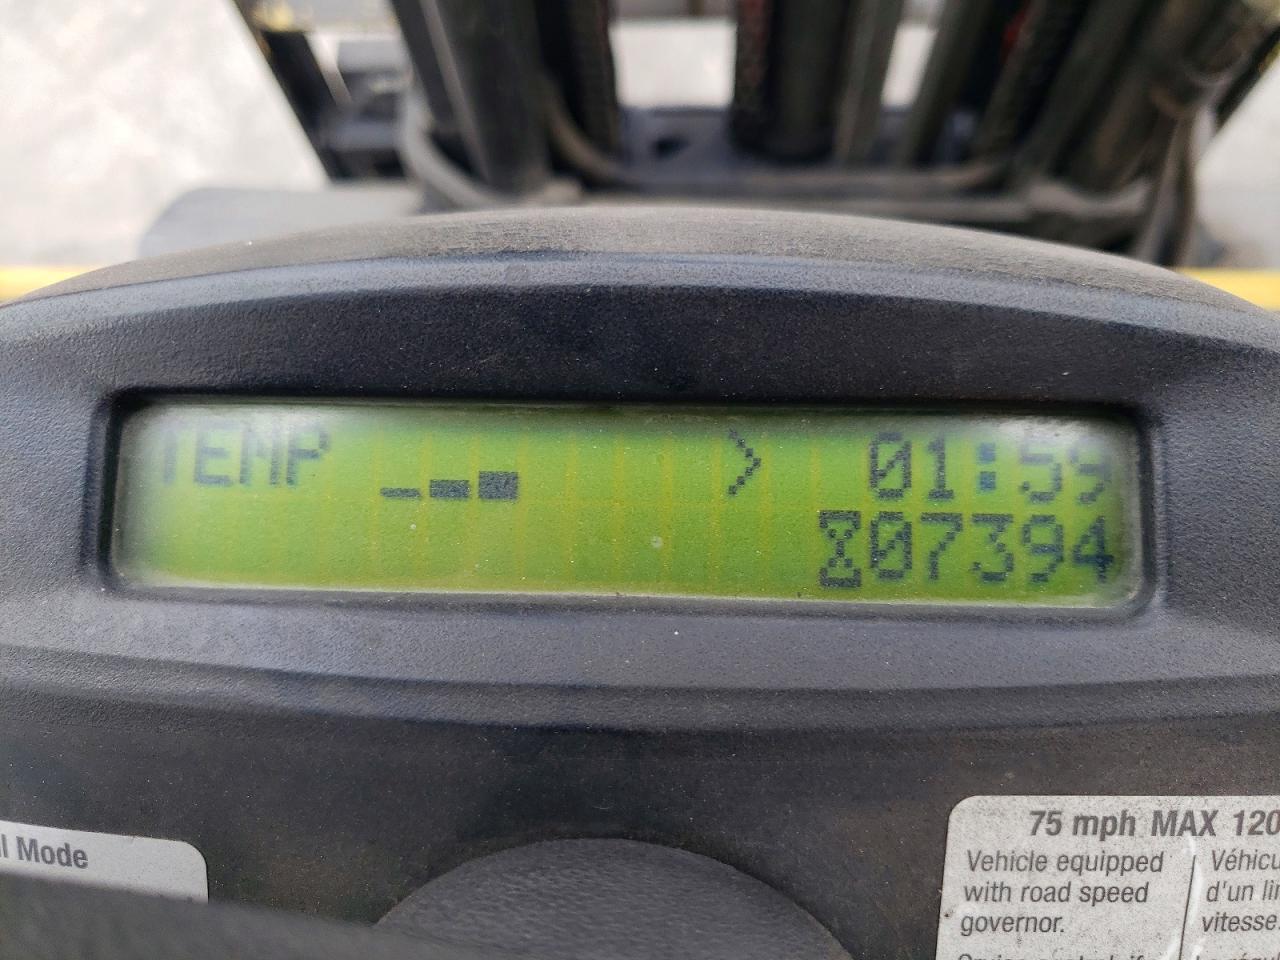 TEMP > 01:59
07394
l Mode
75 mph MAX 120
Vehicle equipped
with road speed
governor.
Véhicu
d'un li
vitesse.